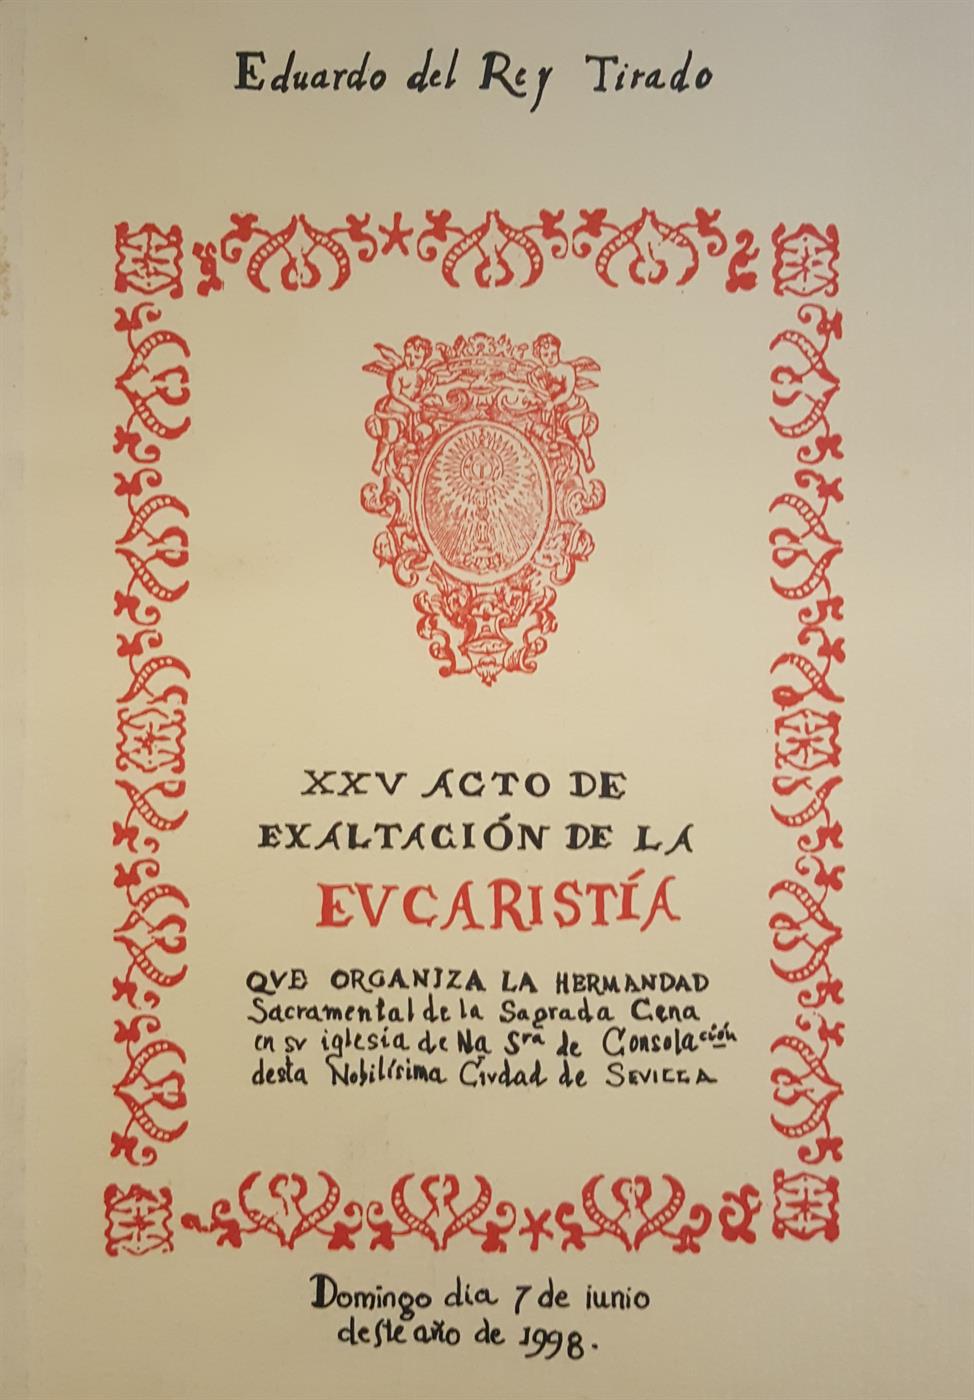 Eduardo del Rey Tirado
XXV ACTO DE
EXALTACIÓN DE LA
EVCARISTÍA
QVE ORGANIZA LA HERMANDAD
Sacramental de la Sagrada Cena
en sv iglesia de Na Sra de Consolación
desta Nobilísima Civdad de SEVILLA
Domingo dia 7 de iunio
deste año de 1998.